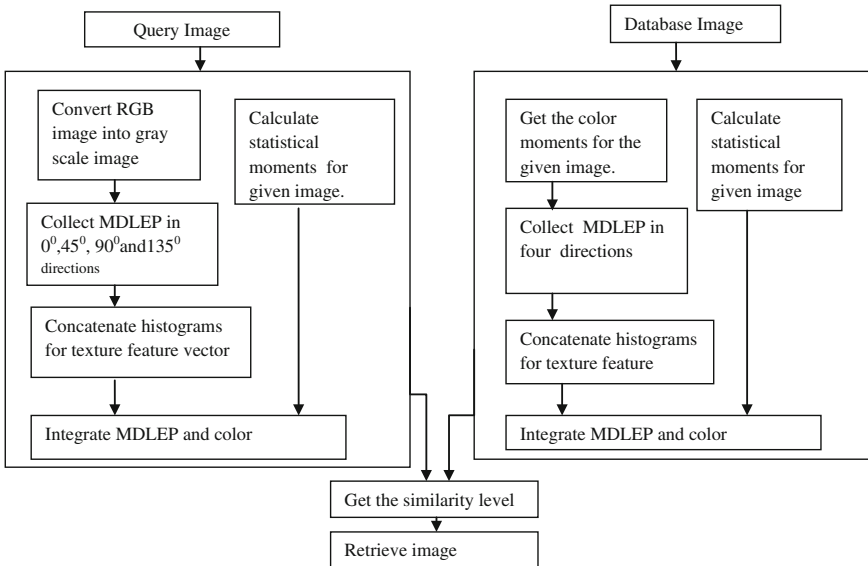 Query Image
Convert RGB
image into gray
scale image
Calculate
statistical
moments for
given image.
Collect MDLEP in
0⁰,45⁰, 90⁰and135⁰
directions
Concatenate histograms
for texture feature vector
Integrate MDLEP and color
Database Image
Get the color
moments for the
given image.
Calculate
statistical
moments for
given image
Collect MDLEP in
four directions
Concatenate histograms
for texture feature
Integrate MDLEP and color
Get the similarity level
Retrieve image